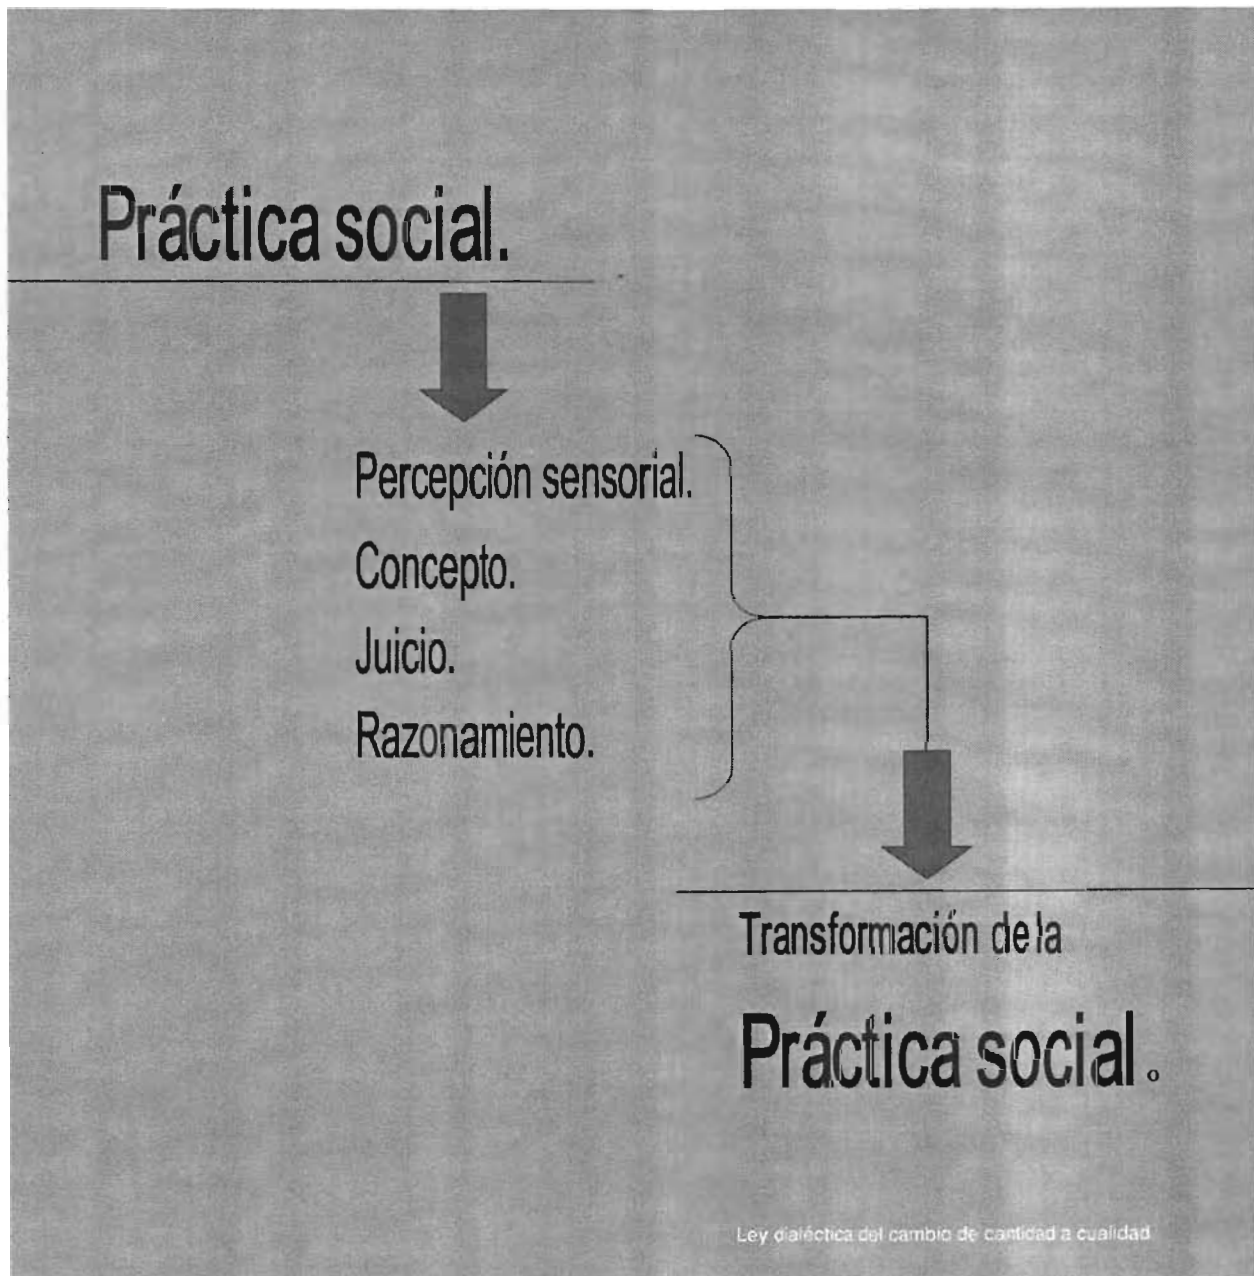 Práctica social.
Percepción sensorial.
Concepto.
Juicio.
Razonamiento.
Transformación de la
Práctica social.
Ley dialéctica del cambio de cantidad a cualidad